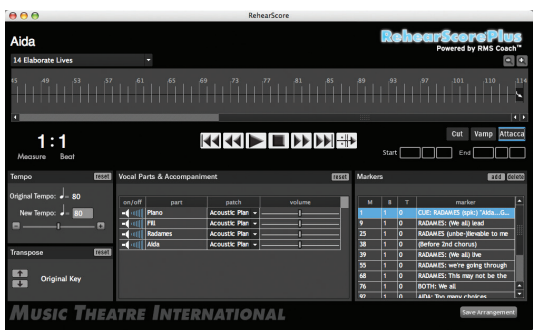 RehearScore
Aida
RehearScorePlus
Powered by RMS Coach™
14 Elaborate Lives
,49 ,53 ,57 ,61 ,65 ,69 ,73 ,77 ,81 ,85 ,89 ,93 ,97 ,101 ,110 ,114
1:1
Measure Beat
Cut Vamp Attacca
Start End
Tempo reset
Original Tempo: ♩= 80
New Tempo: ♩= 80
Transpose reset
Original Key
Vocal Parts & Accompaniment reset
on/off part patch volume
Piano Acoustic Plan
Radames Acoustic Plan
Aida Acoustic Plan
Markers add delete
M B T marker
1 1 0 CUE: RADAMES (spk:) "Aida...G...
9 1 0 RADAMES: (We all) lead
25 1 0 RADAMES (unbe-)lievable to me
38 1 0 (Before 2nd chorus)
39 1 0 RADAMES: (We all) live
55 1 0 RADAMES: we're going through
68 1 0 RADAMES: This may not be the
76 1 0 BOTH: We all
92 1 0 AIDA: Too many choices
MUSIC THEATRE INTERNATIONAL
Save Arrangement